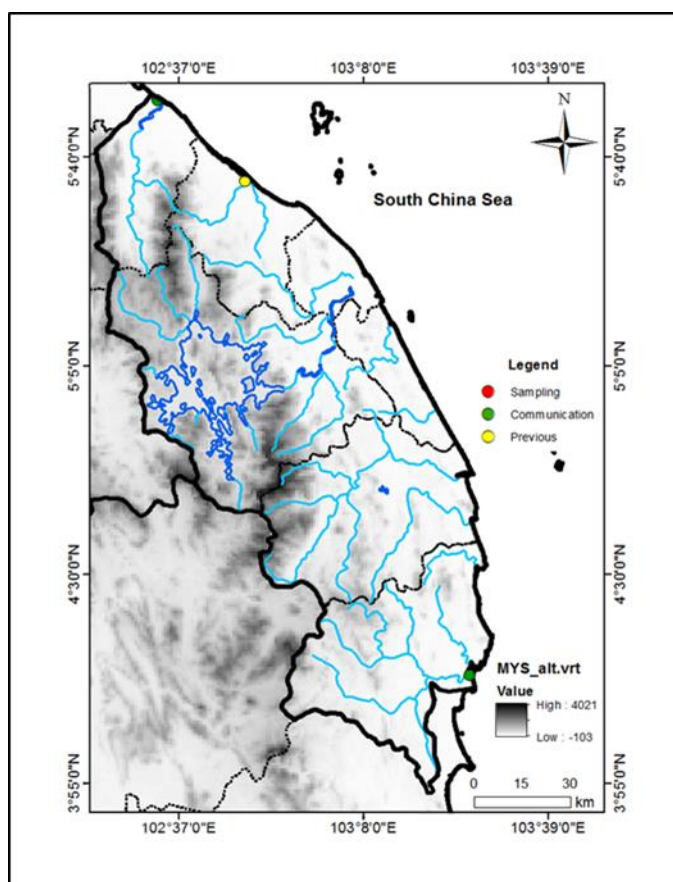 102°37'0"E 103°8'0"E 103°39'0"E
N
5°40'0"N 5°40'0"N
South China Sea
5°5'0"N 5°5'0"N
Legend
Sampling
Communication
Previous
4°30'0"N 4°30'0"N
MYS_alt.vrt
Value
High : 4021
Low : -103
0 15 30
km
3°55'0"N 3°55'0"N
102°37'0"E 103°8'0"E 103°39'0"E